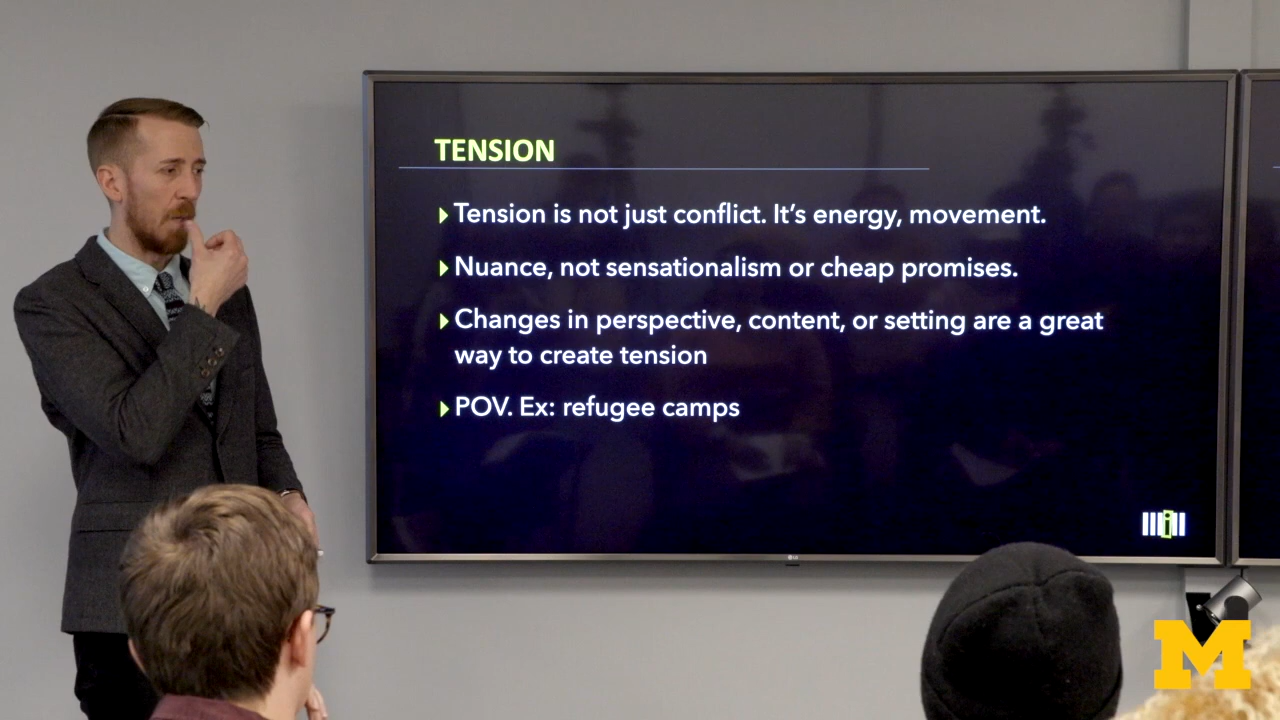 TENSION
Tension is not just conflict. It's energy, movement.
Nuance, not sensationalism or cheap promises.
Changes in perspective, content, or setting are a great
way to create tension
POV. Ex: refugee camps
LG
M